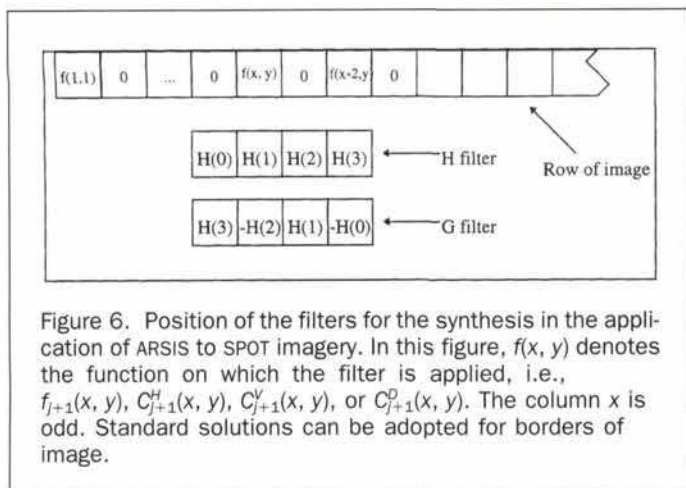 f(1,1) 0 ... 0 f(x, y) 0 f(x+2,y 0
H(0) H(1) H(2) H(3) H filter
Row of image
H(3) -H(2) H(1) -H(0) G filter
Figure 6. Position of the filters for the synthesis in the appli-
cation of ARSIS to SPOT imagery. In this figure, f(x, y) denotes
the function on which the filter is applied, i.e.,
f_{j+1}(x, y), C^H_{j+1}(x, y), C^V_{j+1}(x, y), or C^D_{j+1}(x, y). The column x is
odd. Standard solutions can be adopted for borders of
image.